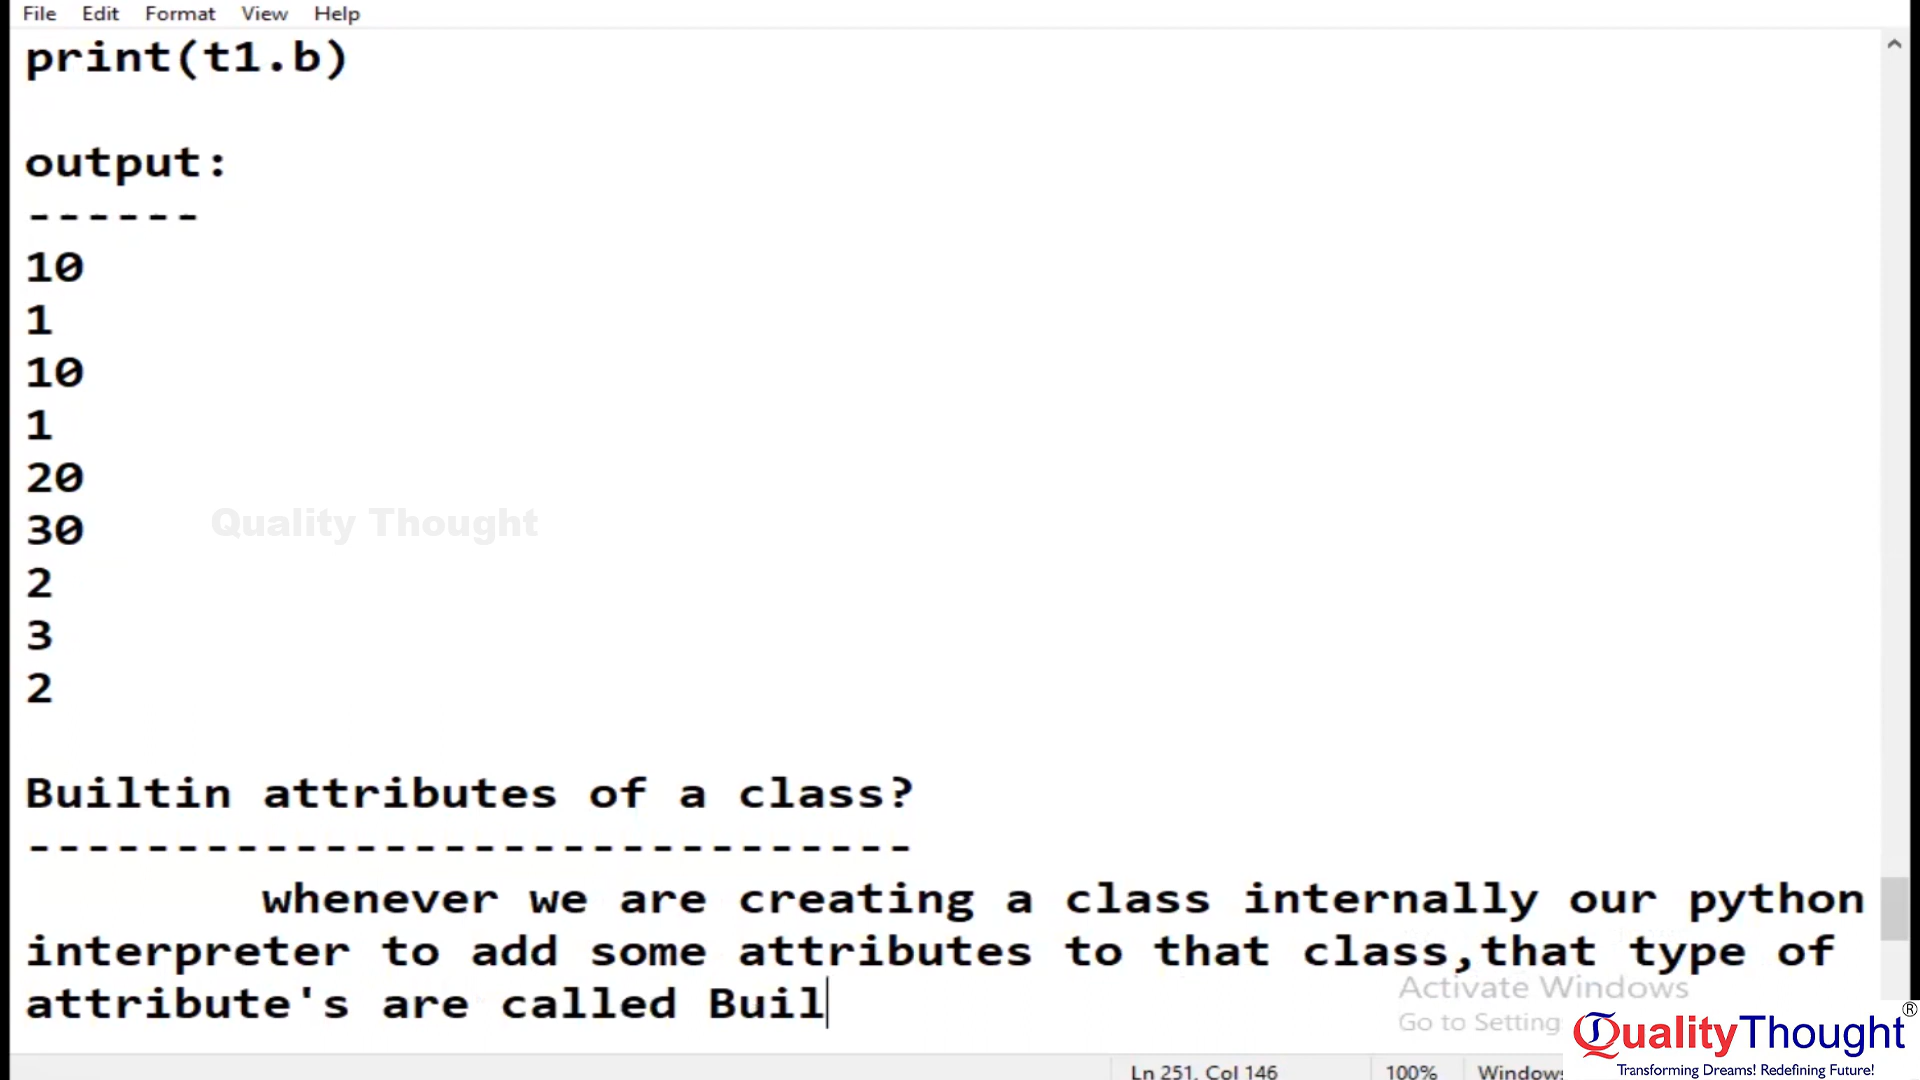 File Edit Format View Help
print(t1.b)
output:
------
10
1
10
1
20
30
2
3
2
Quality Thought
Builtin attributes of a class?
------------------------------
whenever we are creating a class internally our python
interpreter to add some attributes to that class,that type of
attribute's are called Buil
Activate Windows
Go to Setting
QualityThought®
Transforming Dreams! Redefining Future!
Ln 251, Col 146 100% Windows